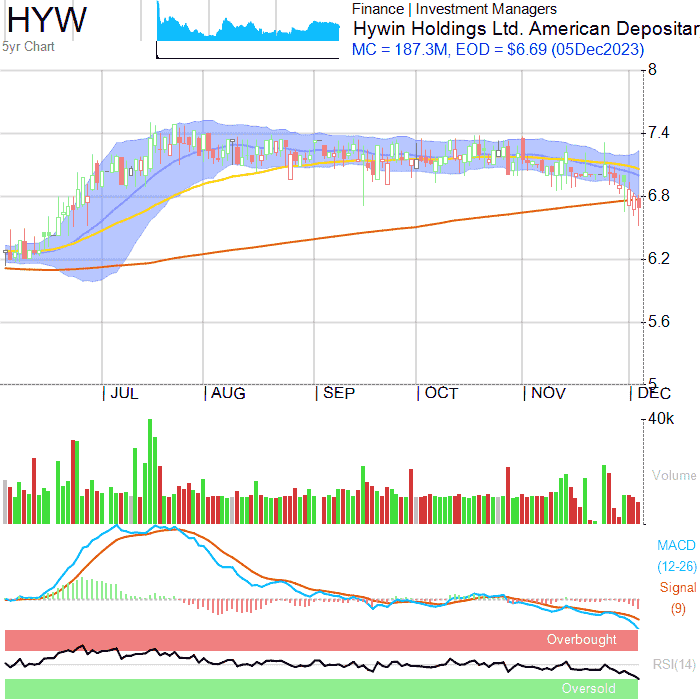 HYW
5yr Chart
Finance | Investment Managers
Hywin Holdings Ltd. American Depositar
MC = 187.3M, EOD = $6.69 (05Dec2023)
8
7.4
6.8
6.2
5.6
5
JUL AUG SEP OCT NOV DEC
40k
Volume
MACD
(12-26)
Signal
(9)
Overbought
RSI(14)
Oversold